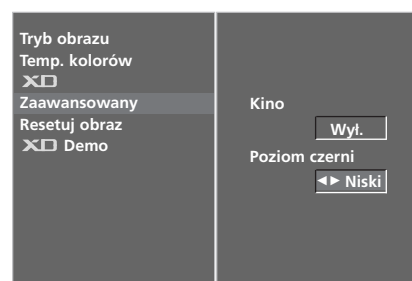 Tryb obrazu
Temp. kolorów
XD
Zaawansowany
Resetuj obraz
XD Demo
Kino
Wył.
Poziom czerni
◄► Niski